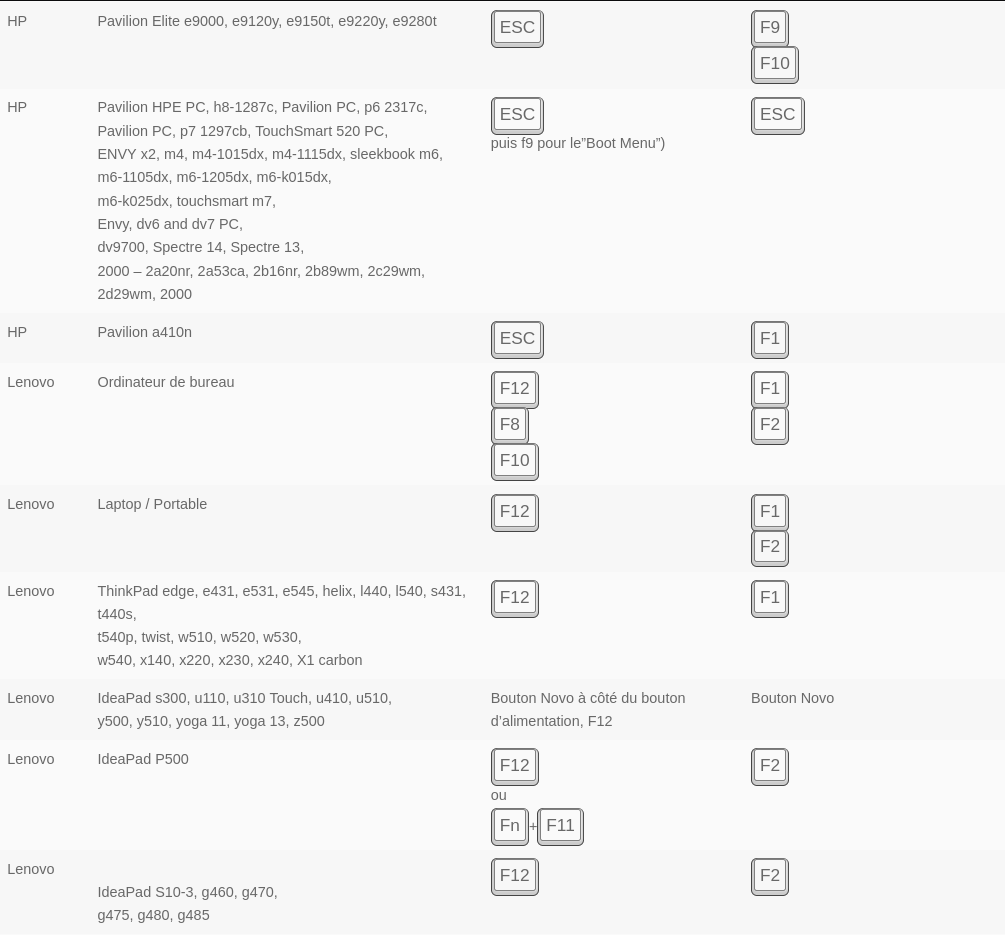 HP Pavilion Elite e9000, e9120y, e9150t, e9220y, e9280t ESC F9
F10
HP Pavilion HPE PC, h8-1287c, Pavilion PC, p6 2317c, ESC ESC
Pavilion PC, p7 1297cb, TouchSmart 520 PC, puis f9 pour le”Boot Menu”)
ENVY x2, m4, m4-1015dx, m4-1115dx, sleekbook m6,
m6-1105dx, m6-1205dx, m6-k015dx,
m6-k025dx, touchsmart m7,
Envy, dv6 and dv7 PC,
dv9700, Spectre 14, Spectre 13,
2000 – 2a20nr, 2a53ca, 2b16nr, 2b89wm, 2c29wm,
2d29wm, 2000
HP Pavilion a410n ESC F1
Lenovo Ordinateur de bureau F12 F1
F8 F2
F10
Lenovo Laptop / Portable F12 F1
F2
Lenovo ThinkPad edge, e431, e531, e545, helix, l440, l540, s431, F12 F1
t440s,
t540p, twist, w510, w520, w530,
w540, x140, x220, x230, x240, X1 carbon
Lenovo IdeaPad s300, u110, u310 Touch, u410, u510, Bouton Novo à côté du bouton Bouton Novo
y500, y510, yoga 11, yoga 13, z500 d’alimentation, F12
Lenovo IdeaPad P500 F12 F2
ou
Fn+F11
Lenovo F12 F2
IdeaPad S10-3, g460, g470,
g475, g480, g485